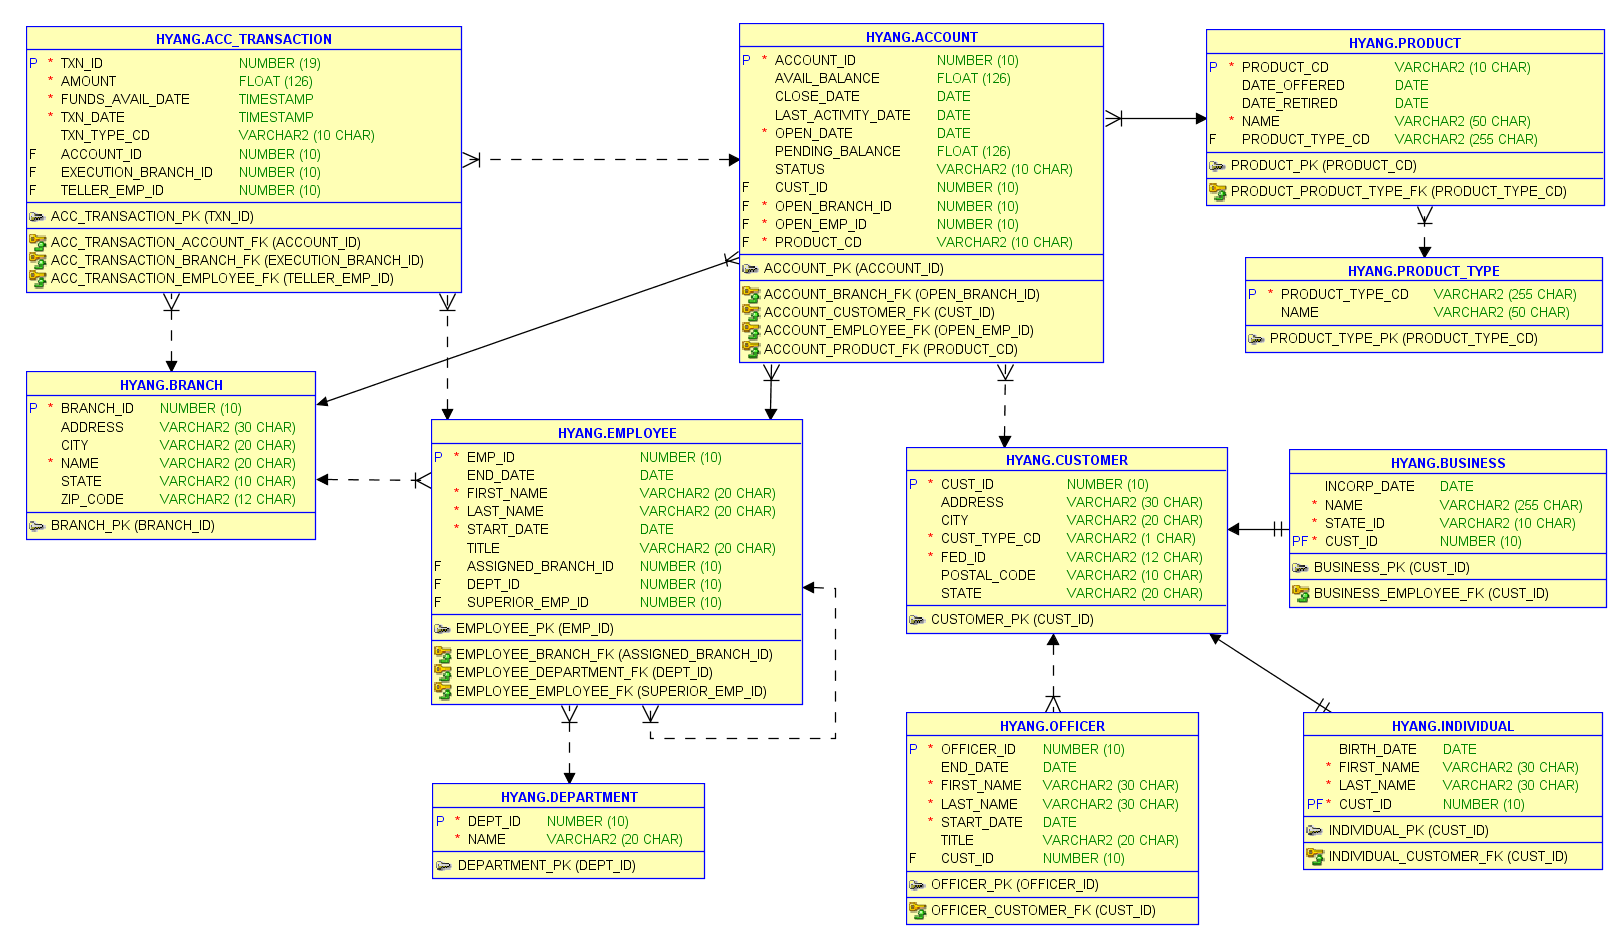 HYANG.ACC_TRANSACTION
P * TXN_ID NUMBER (19)
* AMOUNT FLOAT (126)
* FUNDS_AVAIL_DATE TIMESTAMP
* TXN_DATE TIMESTAMP
TXN_TYPE_CD VARCHAR2 (10 CHAR)
F ACCOUNT_ID NUMBER (10)
F EXECUTION_BRANCH_ID NUMBER (10)
F TELLER_EMP_ID NUMBER (10)
ACC_TRANSACTION_PK (TXN_ID)
ACC_TRANSACTION_ACCOUNT_FK (ACCOUNT_ID)
ACC_TRANSACTION_BRANCH_FK (EXECUTION_BRANCH_ID)
ACC_TRANSACTION_EMPLOYEE_FK (TELLER_EMP_ID)
HYANG.ACCOUNT
P * ACCOUNT_ID NUMBER (10)
AVAIL_BALANCE FLOAT (126)
CLOSE_DATE DATE
LAST_ACTIVITY_DATE DATE
* OPEN_DATE DATE
PENDING_BALANCE FLOAT (126)
STATUS VARCHAR2 (10 CHAR)
F CUST_ID NUMBER (10)
F * OPEN_BRANCH_ID NUMBER (10)
F * OPEN_EMP_ID NUMBER (10)
F * PRODUCT_CD VARCHAR2 (10 CHAR)
ACCOUNT_PK (ACCOUNT_ID)
ACCOUNT_BRANCH_FK (OPEN_BRANCH_ID)
ACCOUNT_CUSTOMER_FK (CUST_ID)
ACCOUNT_EMPLOYEE_FK (OPEN_EMP_ID)
ACCOUNT_PRODUCT_FK (PRODUCT_CD)
HYANG.PRODUCT
P * PRODUCT_CD VARCHAR2 (10 CHAR)
DATE_OFFERED DATE
DATE_RETIRED DATE
* NAME VARCHAR2 (50 CHAR)
F PRODUCT_TYPE_CD VARCHAR2 (255 CHAR)
PRODUCT_PK (PRODUCT_CD)
PRODUCT_PRODUCT_TYPE_FK (PRODUCT_TYPE_CD)
HYANG.PRODUCT_TYPE
P * PRODUCT_TYPE_CD VARCHAR2 (255 CHAR)
NAME VARCHAR2 (50 CHAR)
PRODUCT_TYPE_PK (PRODUCT_TYPE_CD)
HYANG.BRANCH
P * BRANCH_ID NUMBER (10)
ADDRESS VARCHAR2 (30 CHAR)
CITY VARCHAR2 (20 CHAR)
* NAME VARCHAR2 (20 CHAR)
STATE VARCHAR2 (10 CHAR)
ZIP_CODE VARCHAR2 (12 CHAR)
BRANCH_PK (BRANCH_ID)
HYANG.EMPLOYEE
P * EMP_ID NUMBER (10)
END_DATE DATE
* FIRST_NAME VARCHAR2 (20 CHAR)
* LAST_NAME VARCHAR2 (20 CHAR)
* START_DATE DATE
TITLE VARCHAR2 (20 CHAR)
F ASSIGNED_BRANCH_ID NUMBER (10)
F DEPT_ID NUMBER (10)
F SUPERIOR_EMP_ID NUMBER (10)
EMPLOYEE_PK (EMP_ID)
EMPLOYEE_BRANCH_FK (ASSIGNED_BRANCH_ID)
EMPLOYEE_DEPARTMENT_FK (DEPT_ID)
EMPLOYEE_EMPLOYEE_FK (SUPERIOR_EMP_ID)
HYANG.CUSTOMER
P * CUST_ID NUMBER (10)
ADDRESS VARCHAR2 (30 CHAR)
CITY VARCHAR2 (20 CHAR)
* CUST_TYPE_CD VARCHAR2 (1 CHAR)
* FED_ID VARCHAR2 (12 CHAR)
POSTAL_CODE VARCHAR2 (10 CHAR)
STATE VARCHAR2 (20 CHAR)
CUSTOMER_PK (CUST_ID)
HYANG.BUSINESS
INCORP_DATE DATE
* NAME VARCHAR2 (255 CHAR)
* STATE_ID VARCHAR2 (10 CHAR)
PF * CUST_ID NUMBER (10)
BUSINESS_PK (CUST_ID)
BUSINESS_EMPLOYEE_FK (CUST_ID)
HYANG.DEPARTMENT
P * DEPT_ID NUMBER (10)
* NAME VARCHAR2 (20 CHAR)
DEPARTMENT_PK (DEPT_ID)
HYANG.OFFICER
P * OFFICER_ID NUMBER (10)
END_DATE DATE
* FIRST_NAME VARCHAR2 (30 CHAR)
* LAST_NAME VARCHAR2 (30 CHAR)
* START_DATE DATE
TITLE VARCHAR2 (20 CHAR)
F CUST_ID NUMBER (10)
OFFICER_PK (OFFICER_ID)
OFFICER_CUSTOMER_FK (CUST_ID)
HYANG.INDIVIDUAL
BIRTH_DATE DATE
* FIRST_NAME VARCHAR2 (30 CHAR)
* LAST_NAME VARCHAR2 (30 CHAR)
PF * CUST_ID NUMBER (10)
INDIVIDUAL_PK (CUST_ID)
INDIVIDUAL_CUSTOMER_FK (CUST_ID)